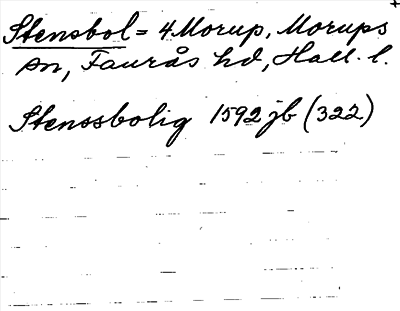 +
Stensbol = 4 Morup, Morups
sn, Faurås hd, Hall. l.
Stenssbolig 1592 jb (322)